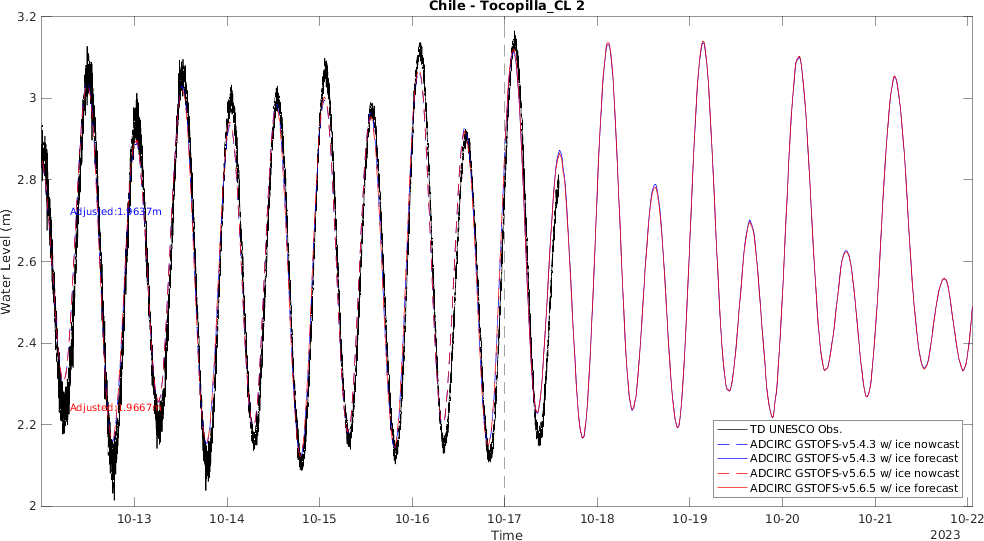 Chile - Tocopilla_CL 2
3.2
3
2.8
2.6
2.4
2.2
2
Water Level (m)
Adjusted:1.9637m
Adjusted:1.9667m
TD UNESCO Obs.
ADCIRC GSTOFS-v5.4.3 w/ ice nowcast
ADCIRC GSTOFS-v5.4.3 w/ ice forecast
ADCIRC GSTOFS-v5.6.5 w/ ice nowcast
ADCIRC GSTOFS-v5.6.5 w/ ice forecast
10-13 10-14 10-15 10-16 10-17 10-18 10-19 10-20 10-21 10-22
Time
2023